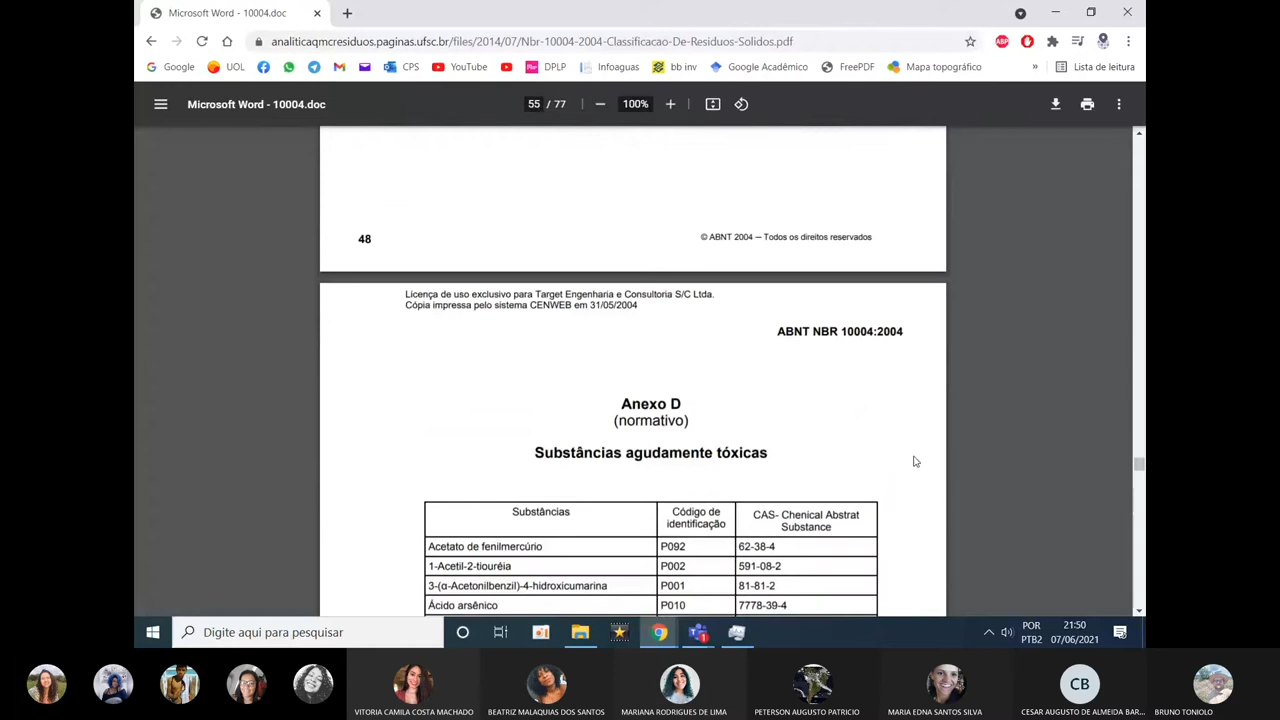 Microsoft Word - 10004.doc
analiticaqmcresiduos.paginas.ufsc.br/files/2014/07/Nbr-10004-2004-Classificacao-De-Residuos-Solidos.pdf
Google UOL CPS YouTube DPLP Infoaguas bb inv Google Acadêmico FreePDF Mapa topográfico » Lista de leitura
Microsoft Word - 10004.doc 55 / 77 100%
48 © ABNT 2004 ─ Todos os direitos reservados
Licença de uso exclusivo para Target Engenharia e Consultoria S/C Ltda.
Cópia impressa pelo sistema CENWEB em 31/05/2004
ABNT NBR 10004:2004
Anexo D
(normativo)
Substâncias agudamente tóxicas
Substâncias Código de identificação CAS- Chenical Abstrat Substance
Acetato de fenilmercúrio P092 62-38-4
1-Acetil-2-tiouréia P002 591-08-2
3-(α-Acetonilbenzil)-4-hidroxicumarina P001 81-81-2
Ácido arsênico P010 7778-39-4
Digite aqui para pesquisar
POR 21:50
PTB2 07/06/2021
CB
VITORIA CAMILA COSTA MACHADO BEATRIZ MALAQUIAS DOS SANTOS MARIANA RODRIGUES DE LIMA PETERSON AUGUSTO PATRICIO MARIA EDNA SANTOS SILVA CESAR AUGUSTO DE ALMEIDA BAR... BRUNO TONIOLO